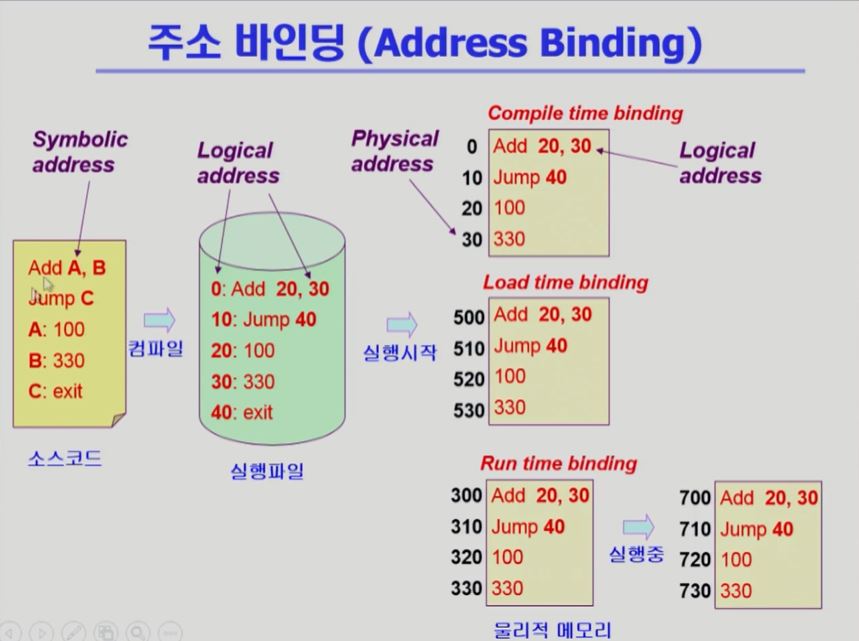 주소 바인딩 (Address Binding)
Symbolic
address
Add A, B
Jump C
A: 100
B: 330
C: exit
소스코드
컴파일
Logical
address
0: Add 20, 30
10: Jump 40
20: 100
30: 330
40: exit
실행파일
실행시작
Physical
address
Compile time binding
0 Add 20, 30
10 Jump 40
20 100
30 330
Logical
address
Load time binding
500 Add 20, 30
510 Jump 40
520 100
530 330
Run time binding
300 Add 20, 30
310 Jump 40
320 100
330 330
실행중
700 Add 20, 30
710 Jump 40
720 100
730 330
물리적 메모리